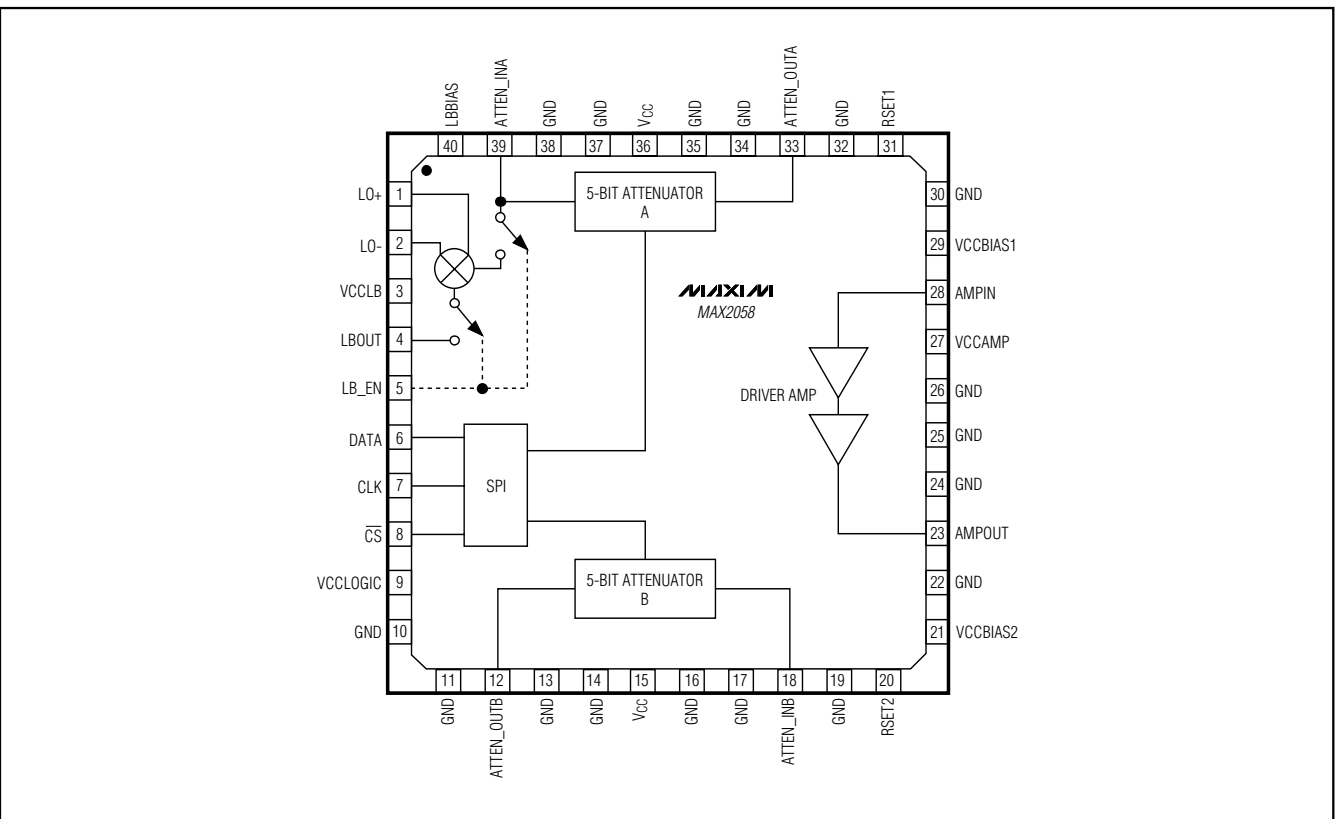 LBBIAS
ATTEN_INA
GND
GND
VCC
GND
GND
ATTEN_OUTA
GND
RSET1
40
39
38
37
36
35
34
33
32
31
LO+ 1
LO- 2
VCCLB 3
LBOUT 4
LB_EN 5
DATA 6
CLK 7
C̅S̅ 8
VCCLOGIC 9
GND 10
5-BIT ATTENUATOR
A
MAXIM
MAX2058
DRIVER AMP
SPI
5-BIT ATTENUATOR
B
30 GND
29 VCCBIAS1
28 AMPIN
27 VCCAMP
26 GND
25 GND
24 GND
23 AMPOUT
22 GND
21 VCCBIAS2
11
12
13
14
15
16
17
18
19
20
GND
ATTEN_OUTB
GND
GND
VCC
GND
GND
ATTEN_INB
GND
RSET2